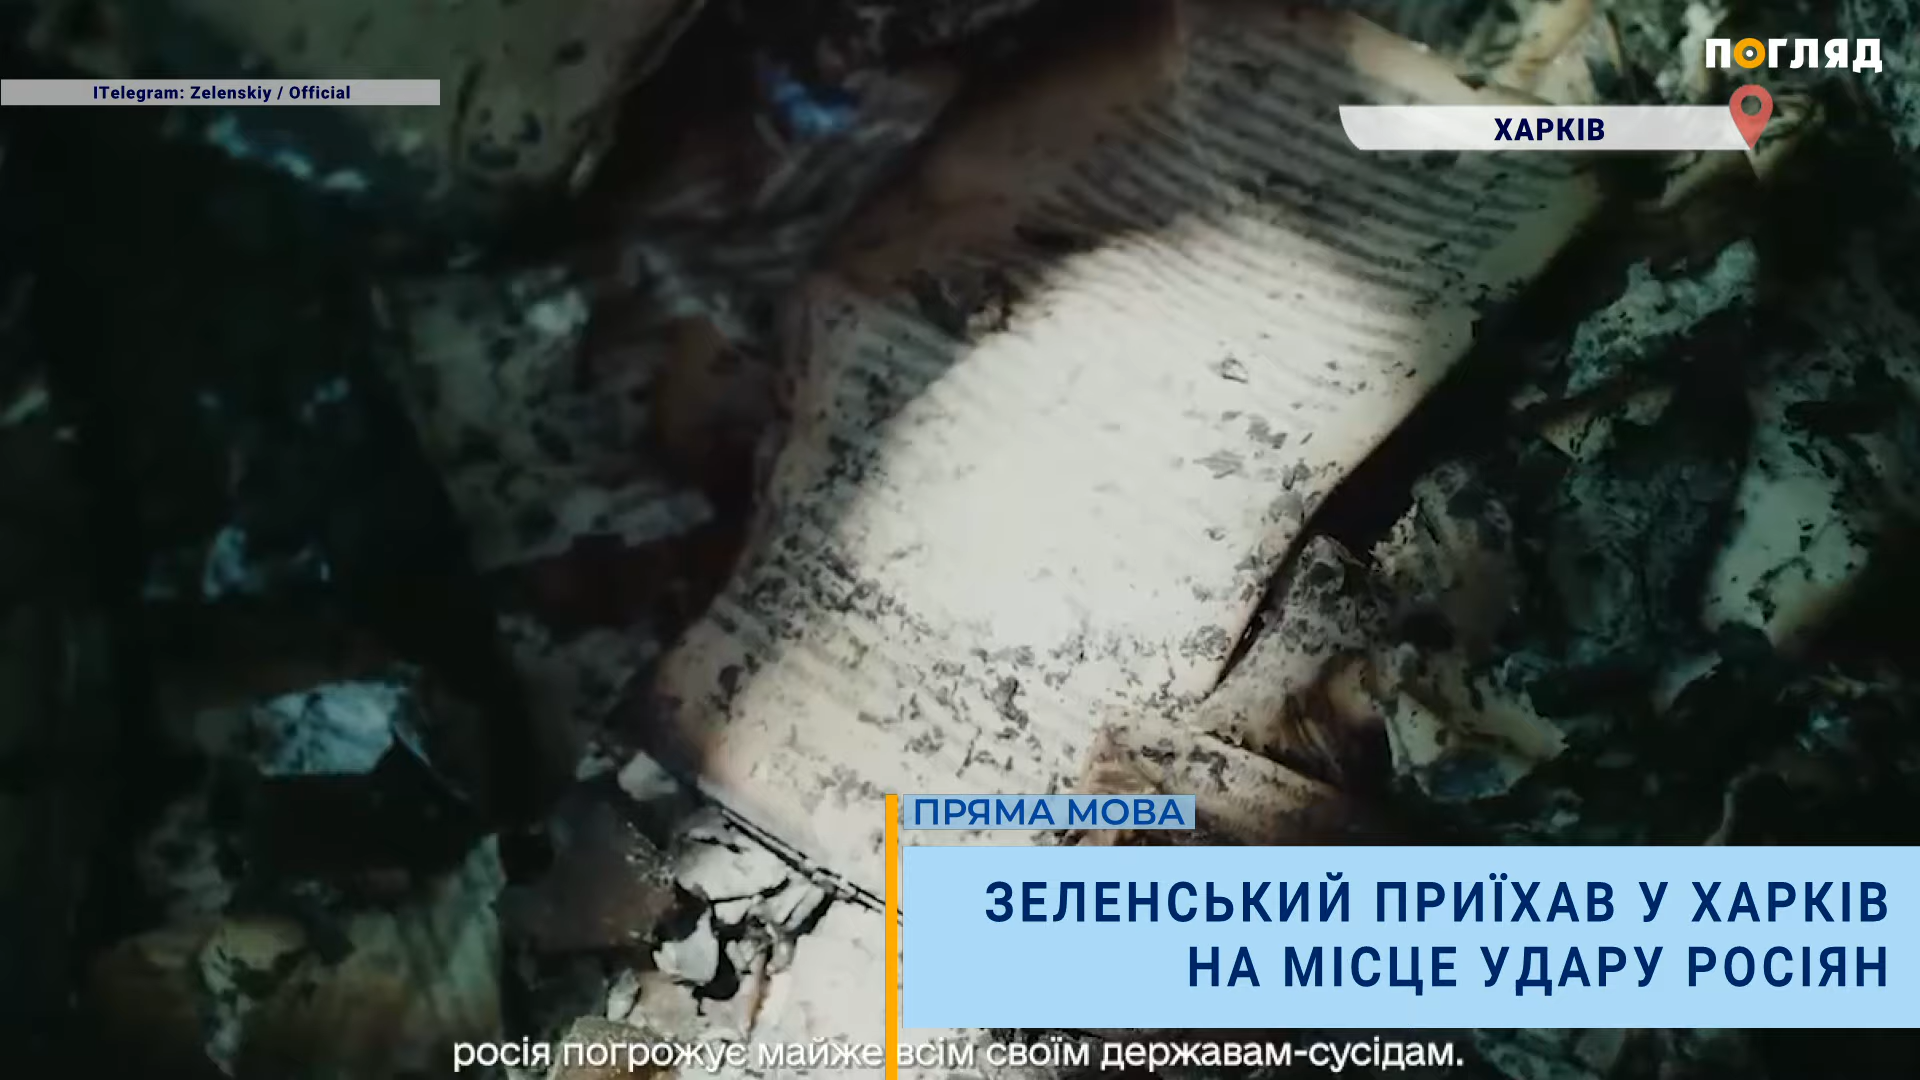 ПОГЛЯД
ITelegram: Zelenskiy / Official
ХАРКІВ
ПРЯМА МОВА
ЗЕЛЕНСЬКИЙ ПРИЇХАВ У ХАРКІВ
НА МІСЦЕ УДАРУ РОСІЯН
росія погрожує майже всім своїм державам-сусідам.